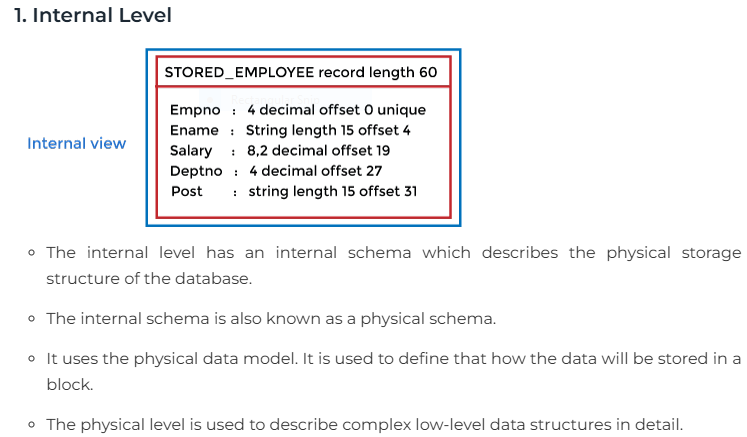 1. Internal Level
STORED_EMPLOYEE record length 60
Empno : 4 decimal offset 0 unique
Ename : String length 15 offset 4
Internal view
Salary : 8,2 decimal offset 19
Deptno : 4 decimal offset 27
Post : string length 15 offset 31
The internal level has an internal schema which describes the physical storage
structure of the database.
The internal schema is also known as a physical schema.
It uses the physical data model. It is used to define that how the data will be stored in a
block.
The physical level is used to describe complex low-level data structures in detail.